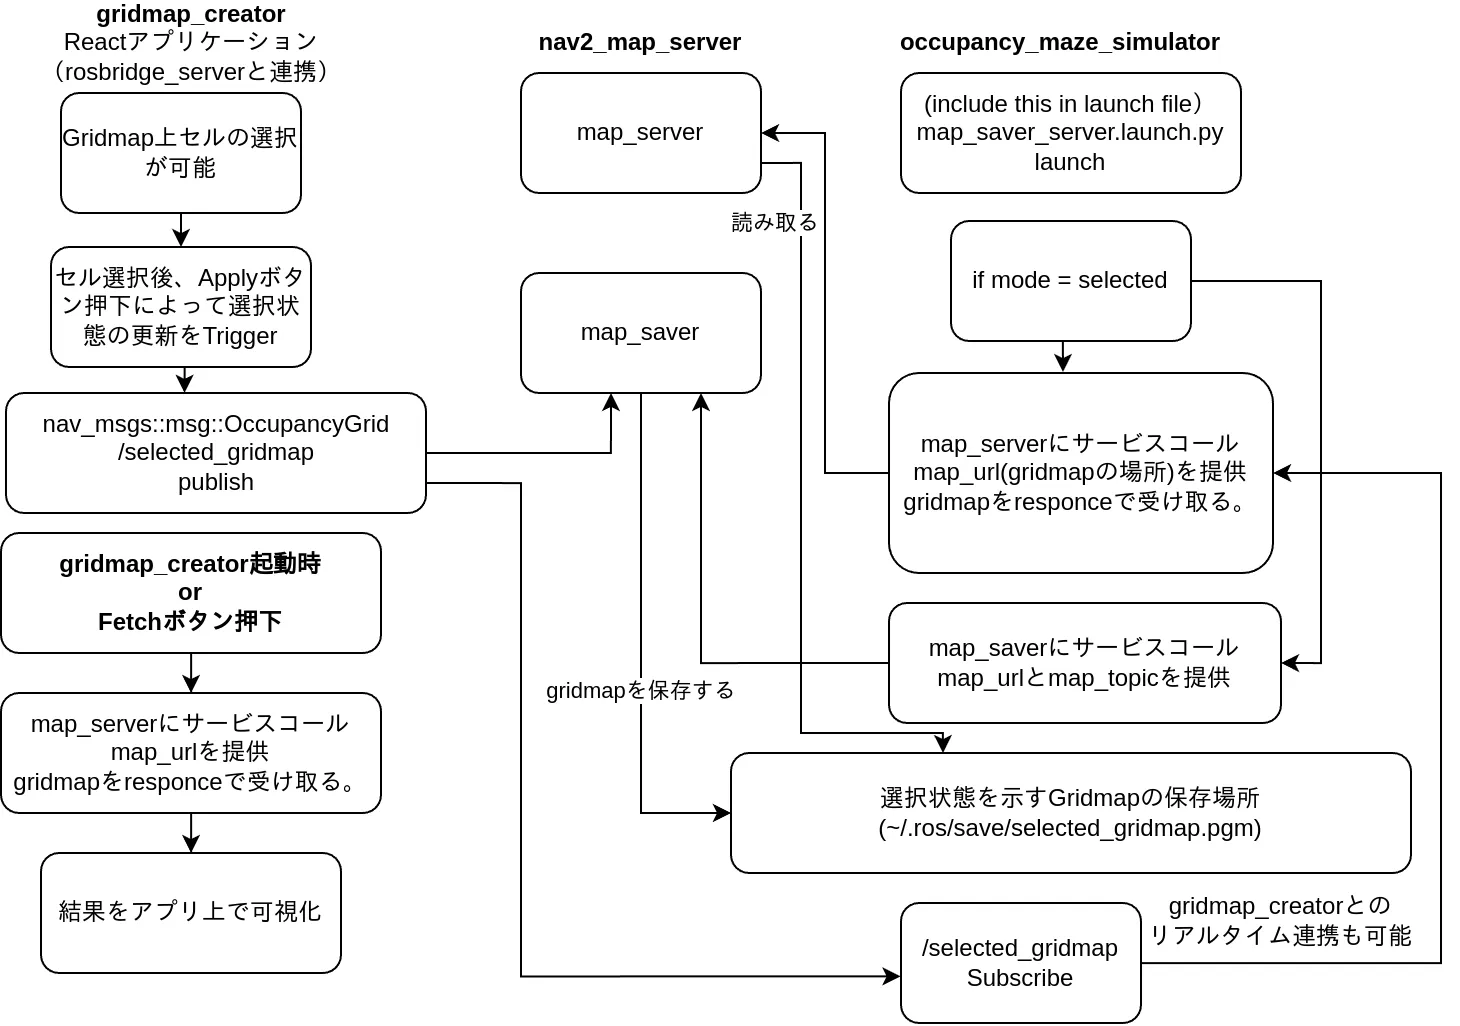 gridmap_creator
Reactアプリケーション
（rosbridge_serverと連携）
Gridmap上セルの選択
が可能
セル選択後、Applyボタ
ン押下によって選択状
態の更新をTrigger
nav_msgs::msg::OccupancyGrid
/selected_gridmap
publish
gridmap_creator起動時
or
Fetchボタン押下
map_serverにサービスコール
map_urlを提供
gridmapをresponceで受け取る。
結果をアプリ上で可視化
nav2_map_server
map_server
読み取る
map_saver
gridmapを保存する
occupancy_maze_simulator
(include this in launch file）
map_saver_server.launch.py
launch
if mode = selected
map_serverにサービスコール
map_url(gridmapの場所)を提供
gridmapをresponceで受け取る。
map_saverにサービスコール
map_urlとmap_topicを提供
選択状態を示すGridmapの保存場所
(~/.ros/save/selected_gridmap.pgm)
/selected_gridmap
Subscribe
gridmap_creatorとの
リアルタイム連携も可能